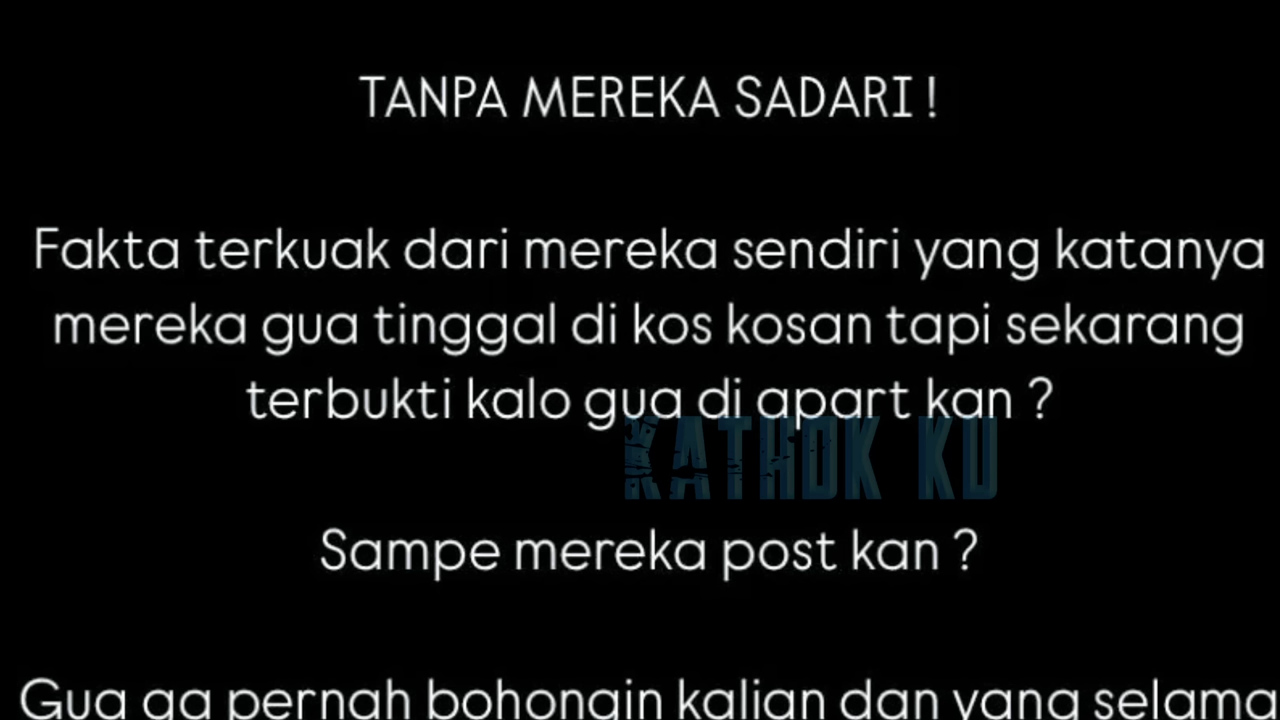 TANPA MEREKA SADARI !
Fakta terkuak dari mereka sendiri yang katanya
mereka gua tinggal di kos kosan tapi sekarang
terbukti kalo gua di apart kan ?
KATHOK KU
Sampe mereka post kan ?
Gua ga pernah bohongin kalian dan yang selama